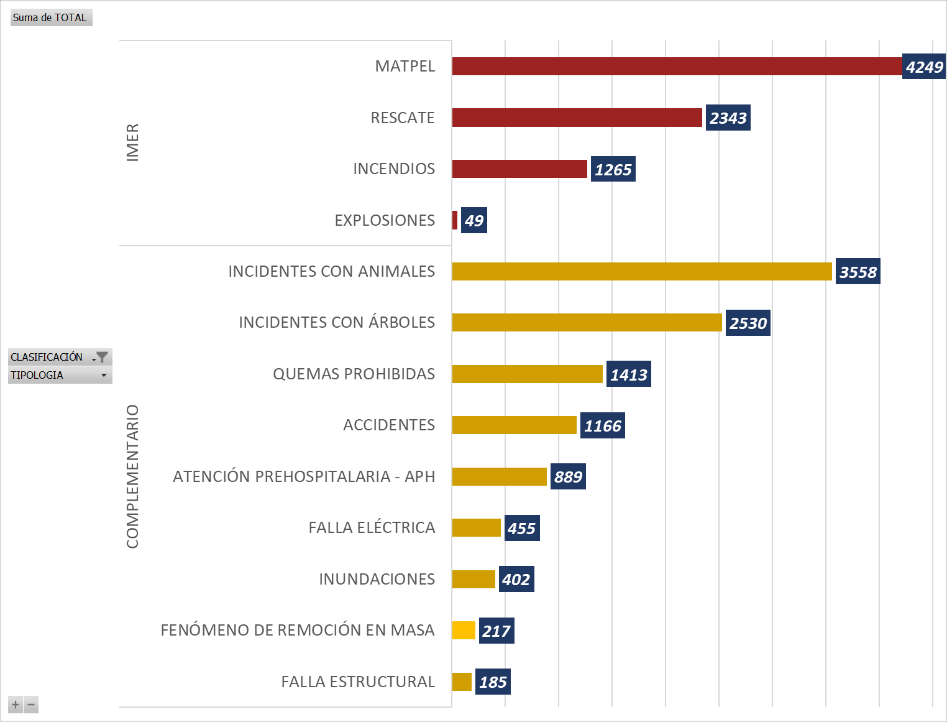 Suma de TOTAL
IMER
MATPEL 4249
RESCATE 2343
INCENDIOS 1265
EXPLOSIONES 49
COMPLEMENTARIO
INCIDENTES CON ANIMALES 3558
INCIDENTES CON ÁRBOLES 2530
CLASIFICACIÓN
TIPOLOGIA
QUEMAS PROHIBIDAS 1413
ACCIDENTES 1166
ATENCIÓN PREHOSPITALARIA - APH 889
FALLA ELÉCTRICA 455
INUNDACIONES 402
FENÓMENO DE REMOCIÓN EN MASA 217
FALLA ESTRUCTURAL 185
+ −